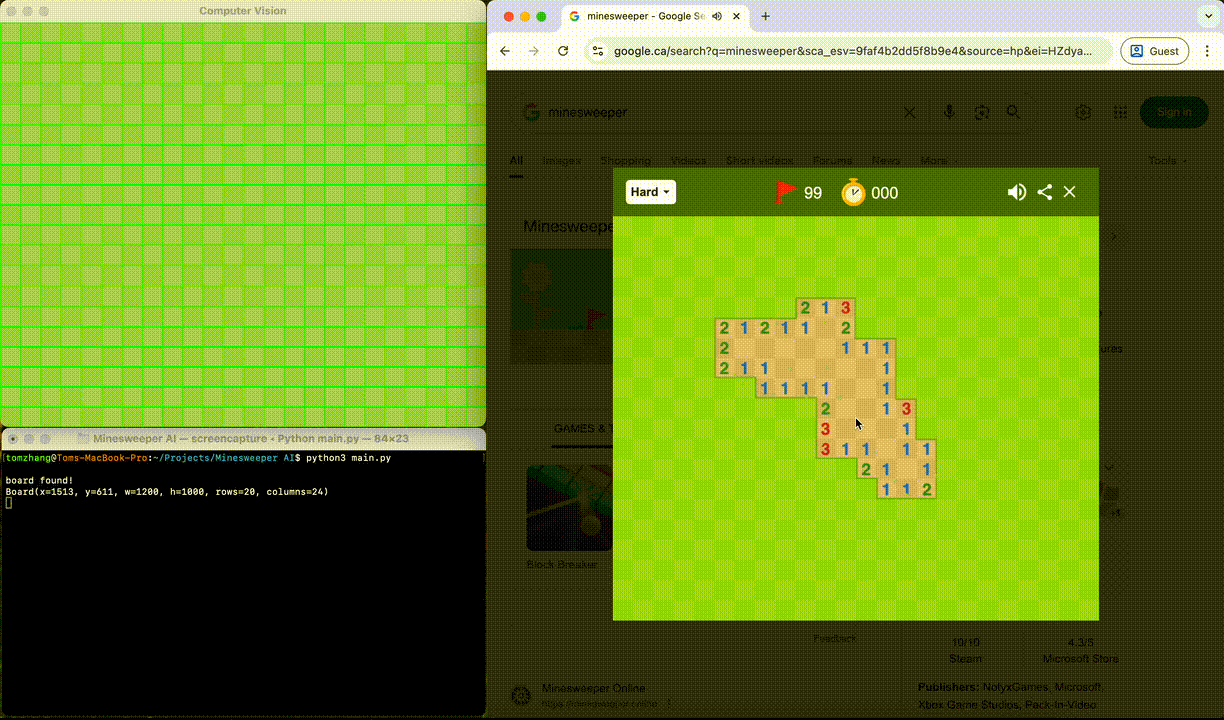 Computer Vision
Minesweeper AI — screencapture • Python main.py — 84×23
[tomzhang@Toms-MacBook-Pro:~/Projects/Minesweeper AI$ python3 main.py
board found!
Board(x=1513, y=611, w=1200, h=1000, rows=20, columns=24)
minesweeper - Google Se
google.ca/search?q=minesweeper&sca_esv=9faf4b2dd5f8b9e4&source=hp&ei=HZdya...
Guest
minesweeper
Sign in
All Images Shopping Videos Short videos Forums News More
Tools
Hard
99
000
Minesweepe
2 1 3
2 1 2 1 1 2
2 1 1 1
2 1 1 1
1 1 1 1 1
2 1 3
3 1
3 1 1 1 1
2 1 1
1 1 2
uras
GAMES & T
Block Breaker
Feedback
10/10
Steam
4.3/5
Microsoft Store
Minesweeper Online
Publishers: NotyxGames, Microsoft,
Xbox Game Studios, Pack-In-Video